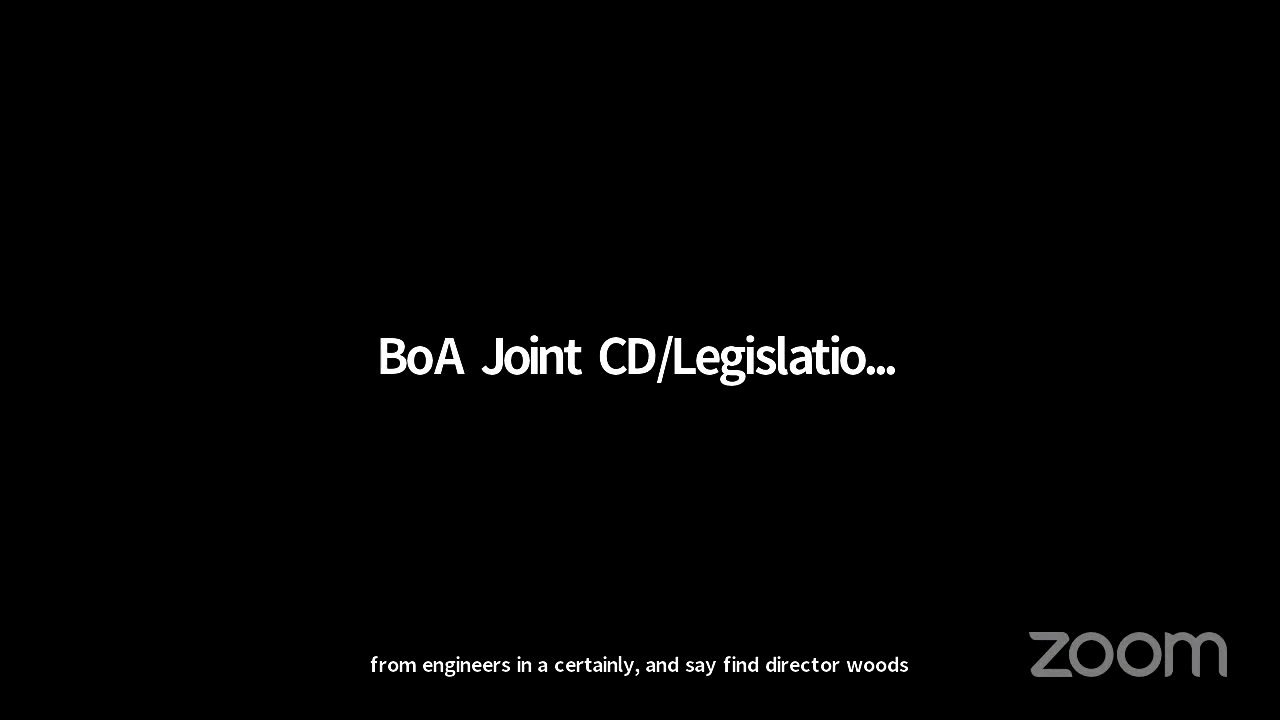 BoA Joint CD/Legislatio...
from engineers in a certainly, and say find director woods
zoom